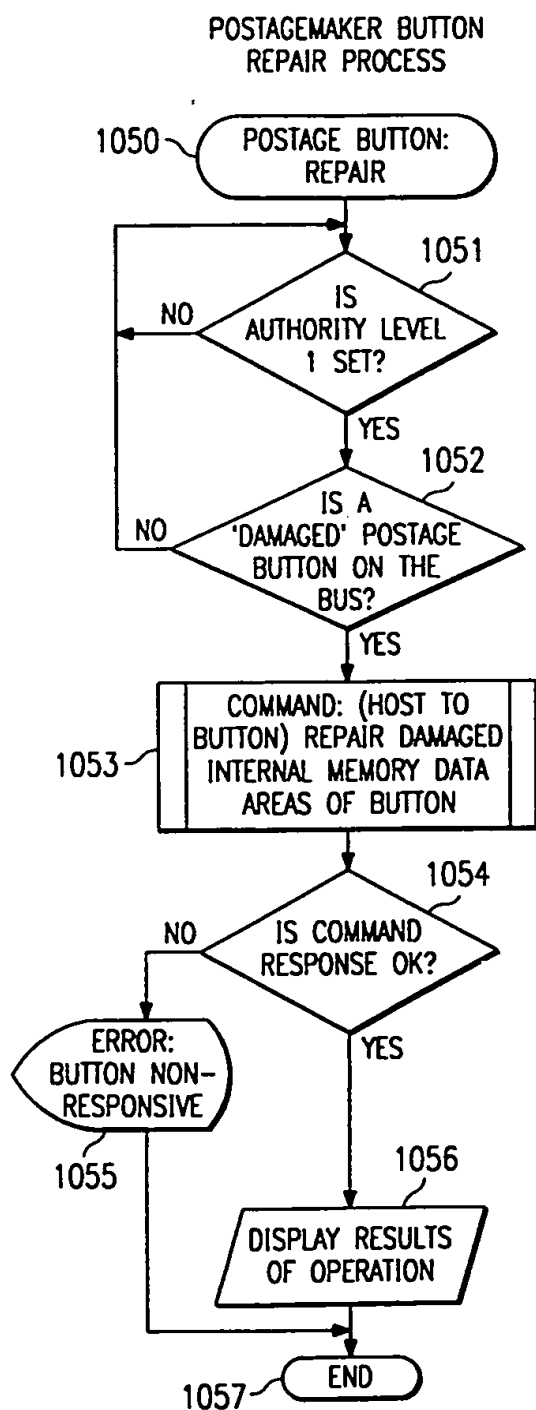 POSTAGEMAKER BUTTON
REPAIR PROCESS
1050
POSTAGE BUTTON:
REPAIR
1051
IS
AUTHORITY LEVEL
1 SET?
NO
YES
1052
IS A
'DAMAGED' POSTAGE
BUTTON ON THE
BUS?
NO
YES
1053
COMMAND: (HOST TO
BUTTON) REPAIR DAMAGED
INTERNAL MEMORY DATA
AREAS OF BUTTON
1054
IS COMMAND
RESPONSE OK?
NO
YES
ERROR:
BUTTON NON-
RESPONSIVE
1055
1056
DISPLAY RESULTS
OF OPERATION
END
1057